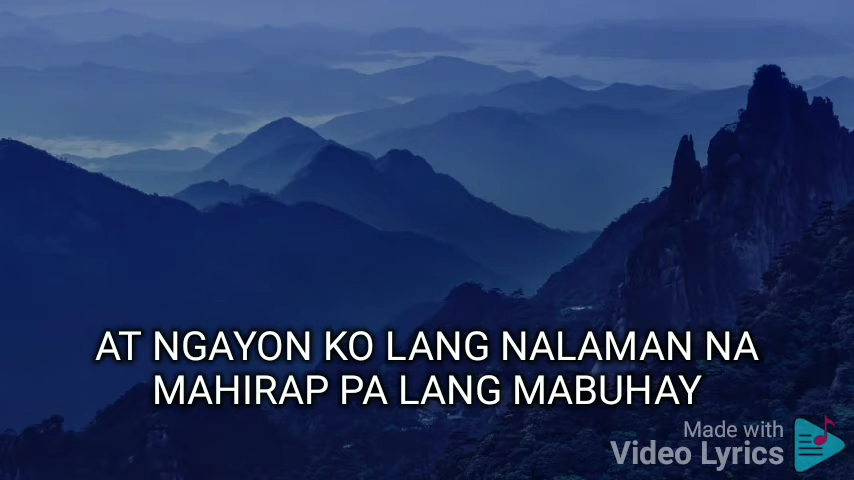 AT NGAYON KO LANG NALAMAN NA
MAHIRAP PA LANG MABUHAY
Made with
Video Lyrics